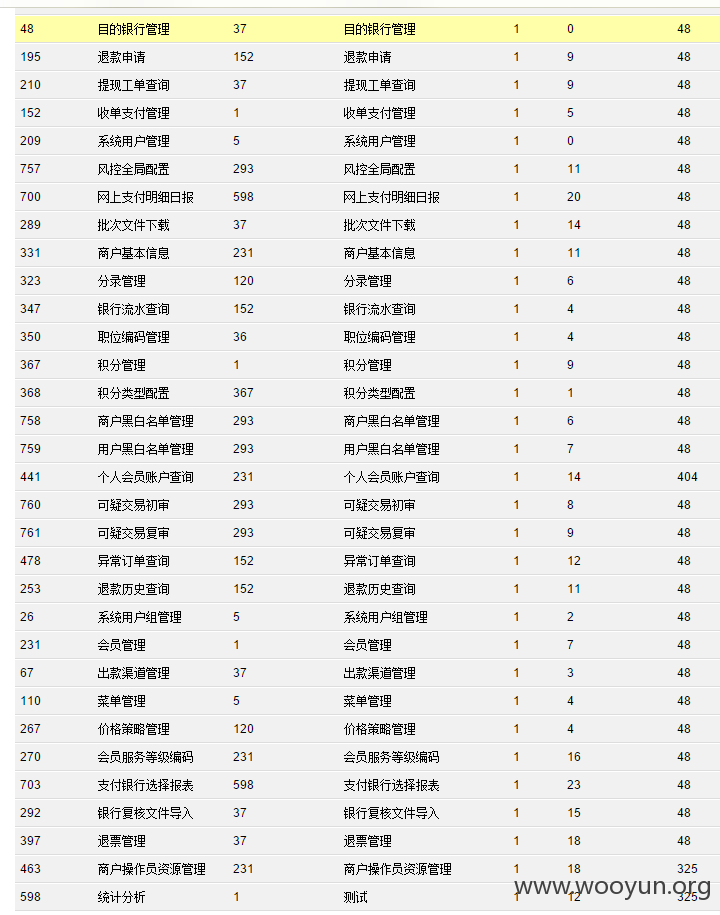 48 目的银行管理 37 目的银行管理 1 0 48
195 退款申请 152 退款申请 1 9 48
210 提现工单查询 37 提现工单查询 1 9 48
152 收单支付管理 1 收单支付管理 1 5 48
209 系统用户管理 5 系统用户管理 1 0 48
757 风控全局配置 293 风控全局配置 1 11 48
700 网上支付明细日报 598 网上支付明细日报 1 20 48
289 批次文件下载 37 批次文件下载 1 14 48
331 商户基本信息 231 商户基本信息 1 11 48
323 分录管理 120 分录管理 1 6 48
347 银行流水查询 152 银行流水查询 1 4 48
350 职位编码管理 36 职位编码管理 1 4 48
367 积分管理 1 积分管理 1 9 48
368 积分类型配置 367 积分类型配置 1 1 48
758 商户黑白名单管理 293 商户黑白名单管理 1 6 48
759 用户黑白名单管理 293 用户黑白名单管理 1 7 48
441 个人会员账户查询 231 个人会员账户查询 1 14 404
760 可疑交易初审 293 可疑交易初审 1 8 48
761 可疑交易复审 293 可疑交易复审 1 9 48
478 异常订单查询 152 异常订单查询 1 12 48
253 退款历史查询 152 退款历史查询 1 11 48
26 系统用户组管理 5 系统用户组管理 1 2 48
231 会员管理 1 会员管理 1 7 48
67 出款渠道管理 37 出款渠道管理 1 3 48
110 菜单管理 5 菜单管理 1 4 48
267 价格策略管理 120 价格策略管理 1 4 48
270 会员服务等级编码 231 会员服务等级编码 1 16 48
703 支付银行选择报表 598 支付银行选择报表 1 23 48
292 银行复核文件导入 37 银行复核文件导入 1 15 48
397 退票管理 37 退票管理 1 18 48
463 商户操作员资源管理 231 商户操作员资源管理 1 18 325
598 统计分析 1 测试 1 12 325
www.wooyun.org